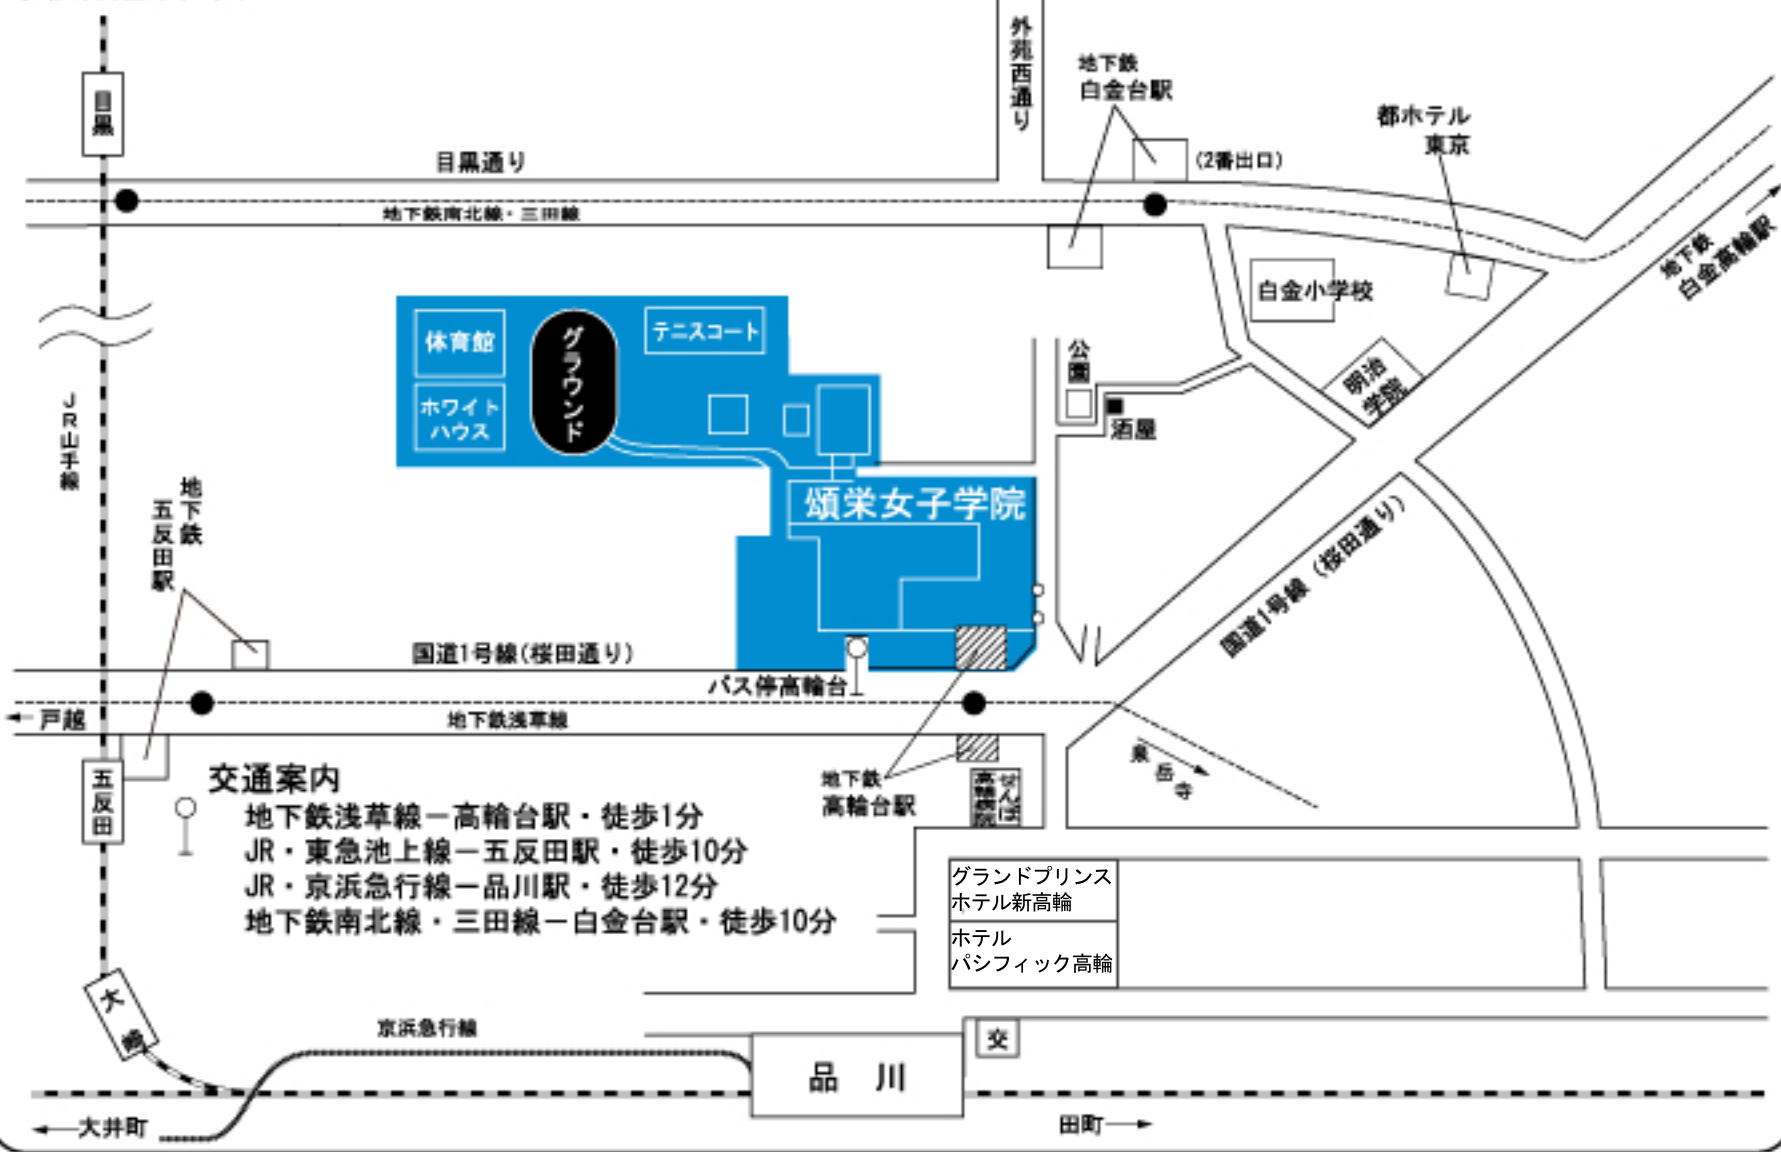 外苑西通り
地下鉄
白金台駅
目黒
都ホテル
東京
目黒通り
(2番出口)
地下鉄南北線・三田線
地下鉄
白金高輪駅
白金小学校
体育館
グラウンド
テニスコート
公園
明治
学院
JR山手線
ホワイト
ハウス
酒屋
地下鉄
五反田駅
頌栄女子学院
国道1号線(桜田通り)
国道1号線(桜田通り)
バス停高輪台
戸越
地下鉄浅草線
泉岳寺
五反田
交通案内
地下鉄
高輪台駅
せんぽ
高輪病院
地下鉄浅草線－高輪台駅・徒歩1分
JR・東急池上線－五反田駅・徒歩10分
JR・京浜急行線－品川駅・徒歩12分
地下鉄南北線・三田線－白金台駅・徒歩10分
グランドプリンス
ホテル新高輪
ホテル
パシフィック高輪
大崎
京浜急行線
交
品川
大井町
田町